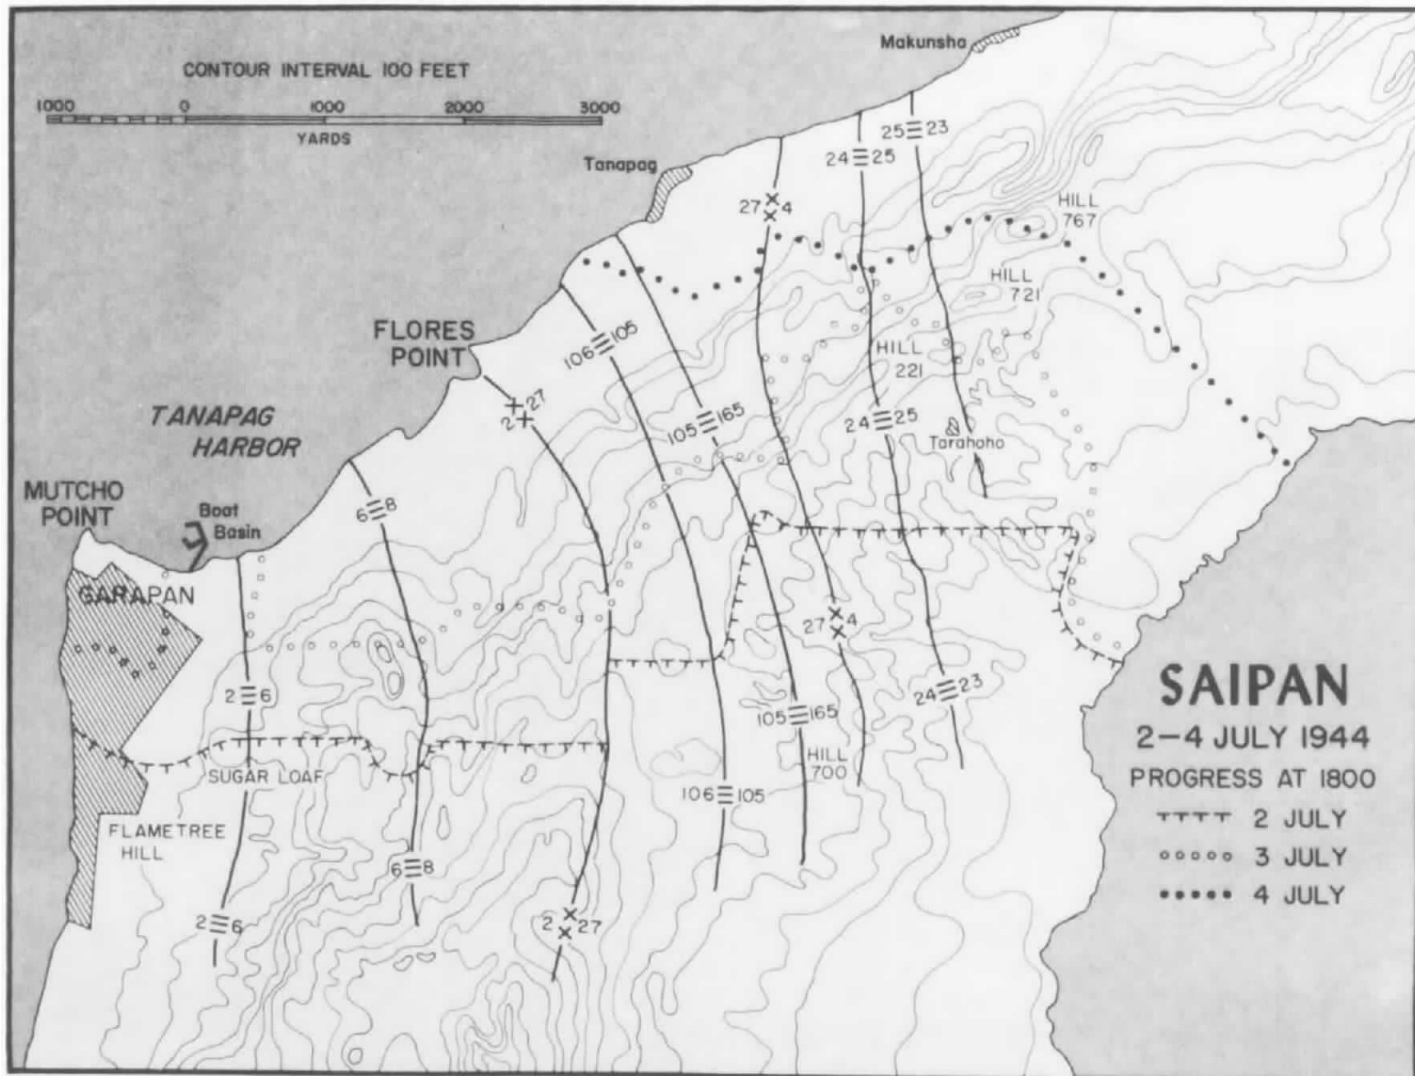 Makunsha
CONTOUR INTERVAL 100 FEET
1000 0 1000 2000 3000
YARDS
25 23
24 25
Tanapag
27 4
HILL
767
HILL
721
FLORES
POINT
106 105
HILL
221
2 27
105 165
24 25
Tarahoho
TANAPAG
HARBOR
MUTCHO
POINT
Boat
Basin
6 8
GARAPAN
27 4
2 6
24 23
105 165
SAIPAN
2-4 JULY 1944
PROGRESS AT 1800
2 JULY
3 JULY
4 JULY
SUGAR LOAF
HILL
700
106 105
FLAMETREE
HILL
6 8
2 6
2 27